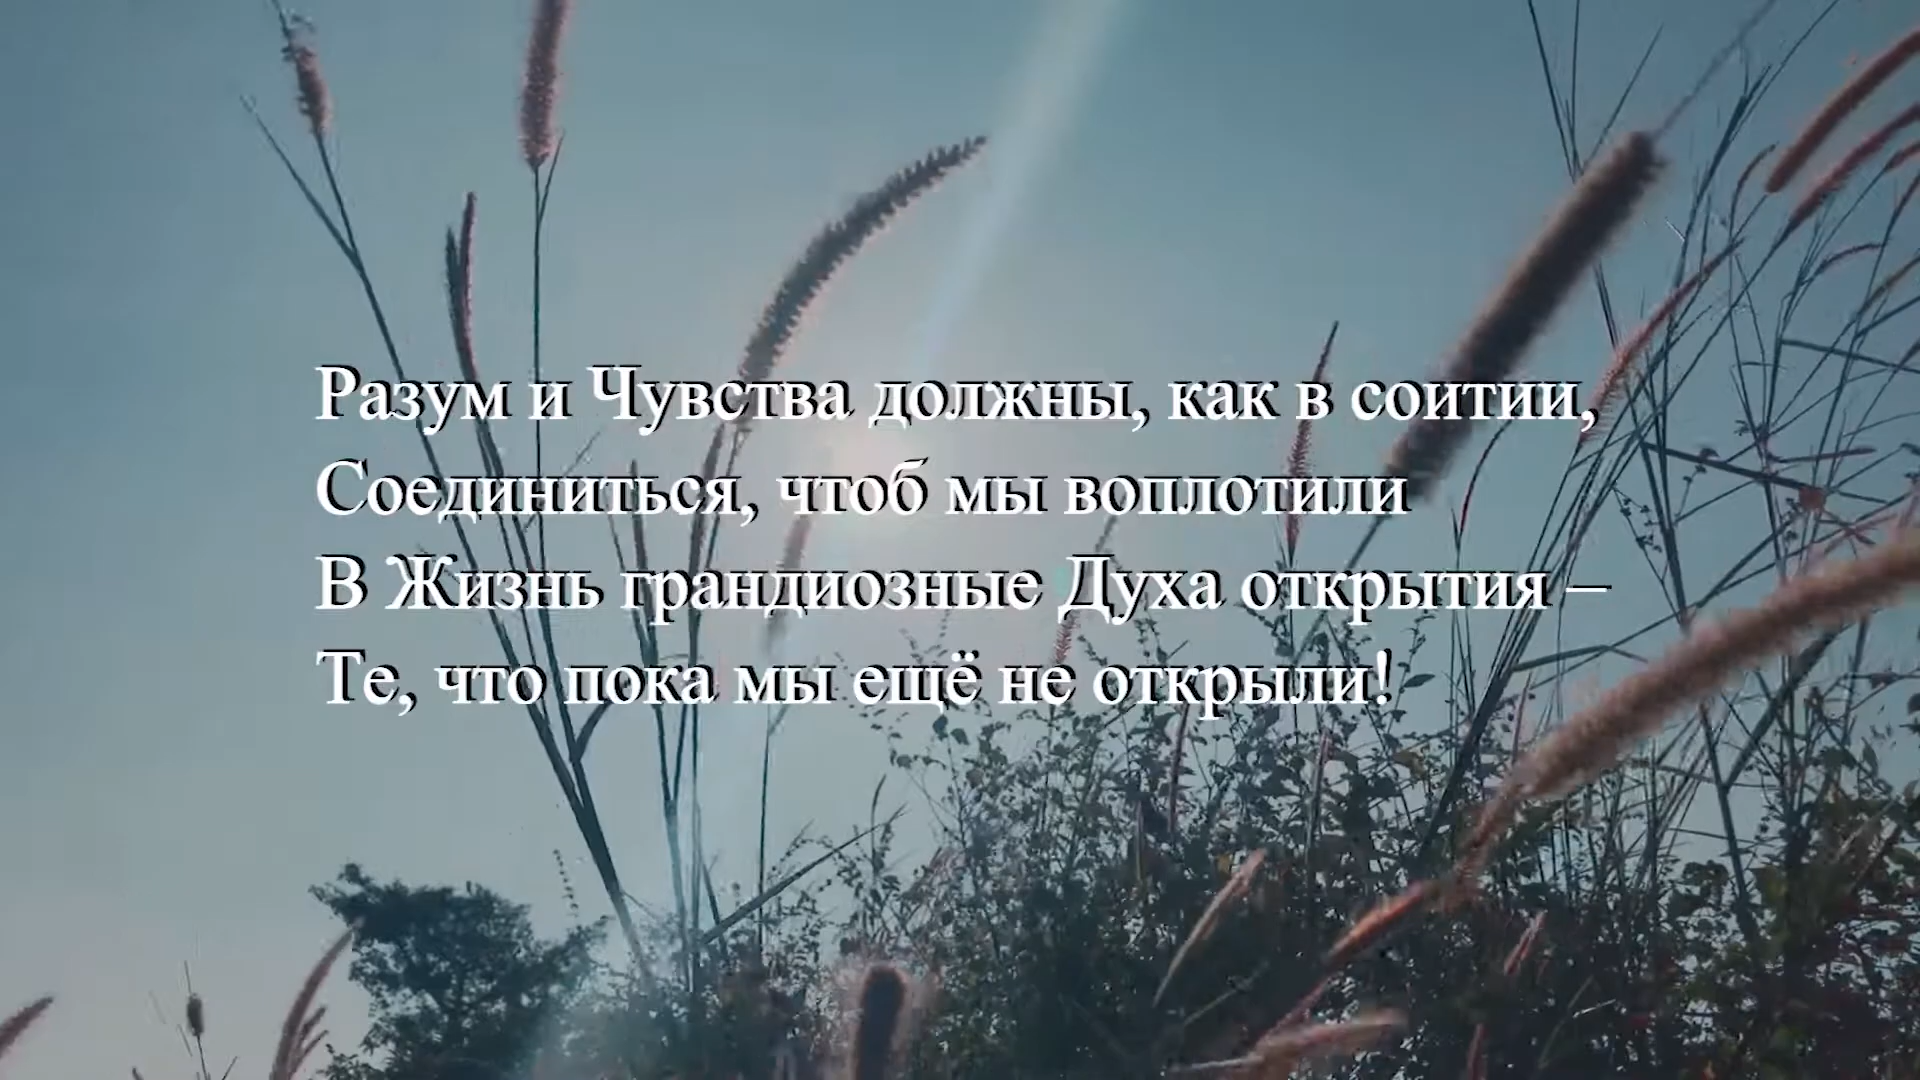 Разум и Чувства должны, как в соитии,
Соединиться, чтоб мы воплотили
В Жизнь грандиозные Духа открытия –
Те, что пока мы ещё не открыли!